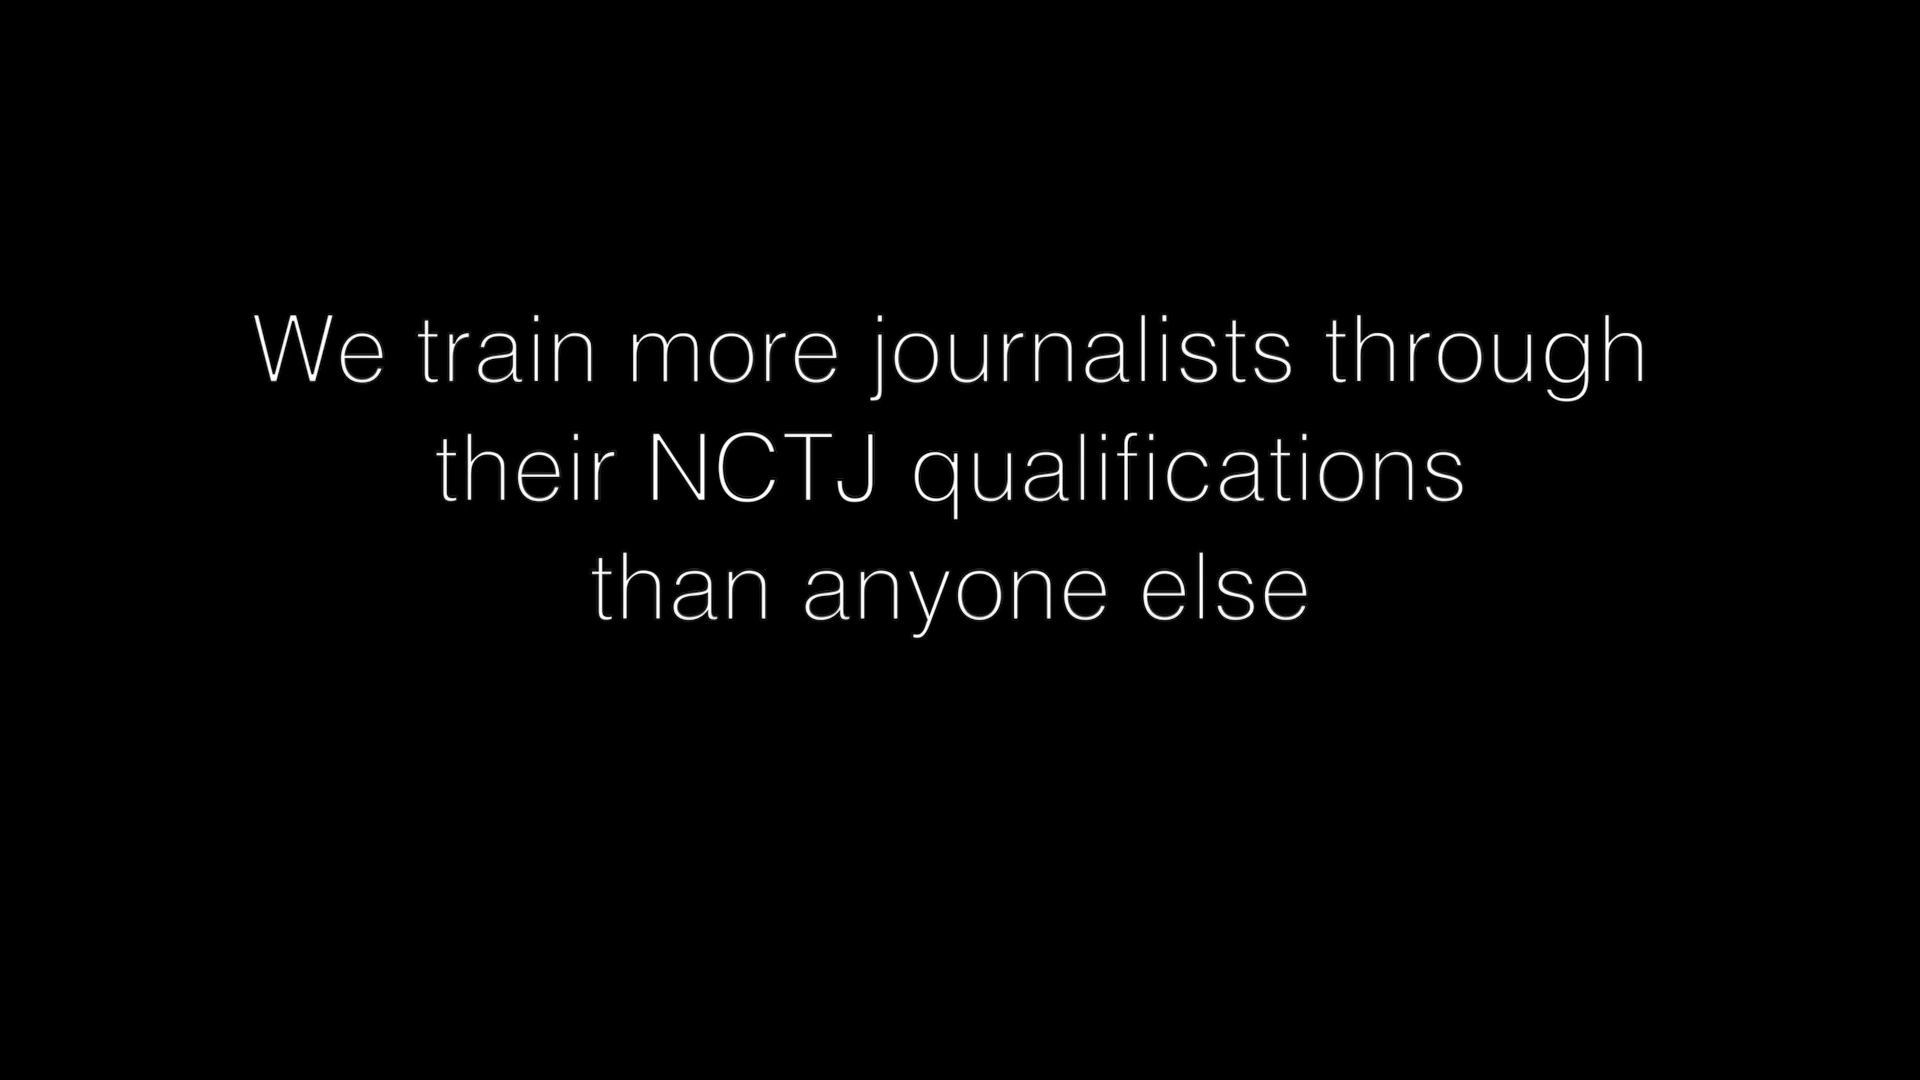 We train more journalists through
their NCTJ qualifications
than anyone else